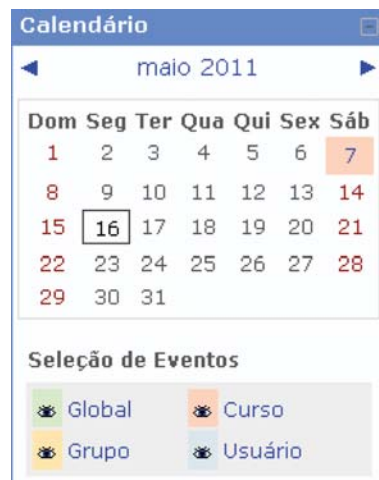 Calendário
maio 2011
Dom Seg Ter Qua Qui Sex Sáb
1 2 3 4 5 6 7
8 9 10 11 12 13 14
15 16 17 18 19 20 21
22 23 24 25 26 27 28
29 30 31
Seleção de Eventos
Global Curso
Grupo Usuário